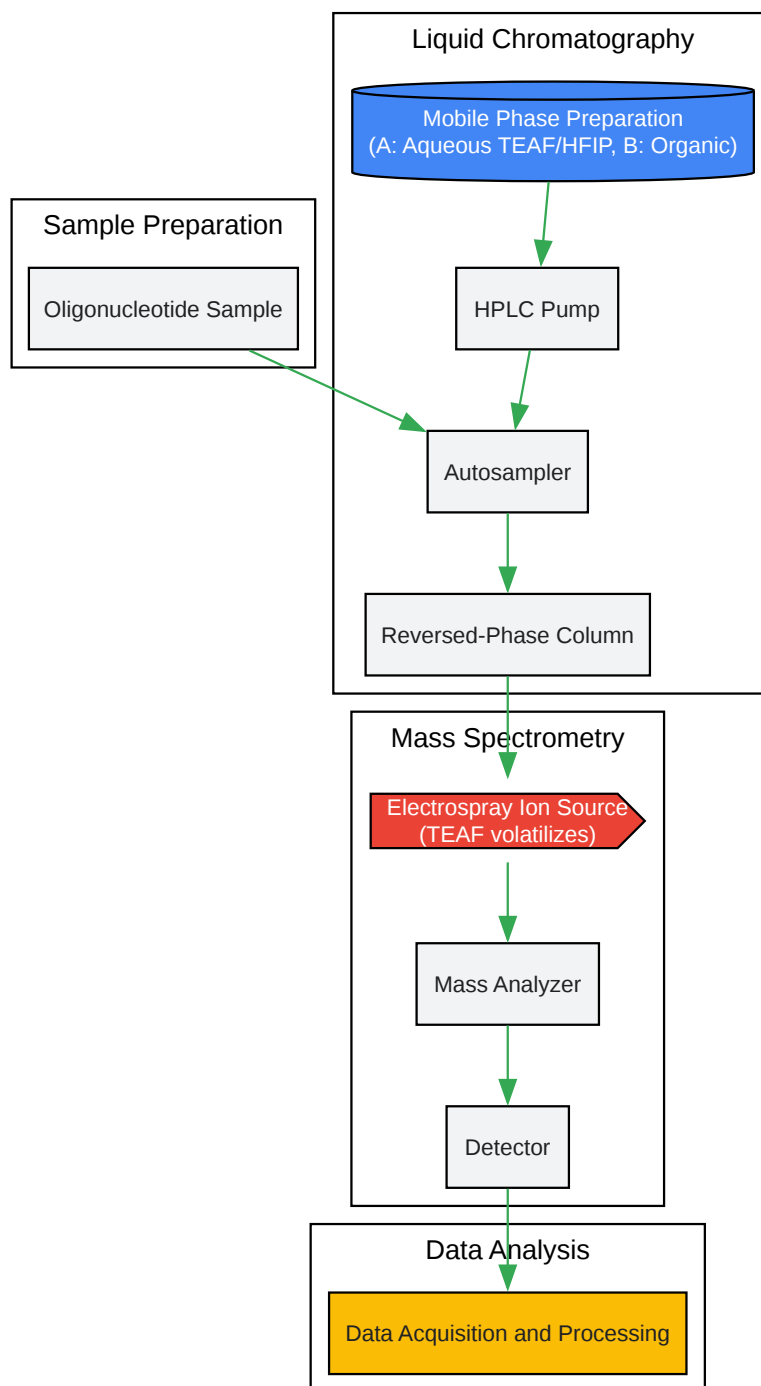 Liquid Chromatography
Mobile Phase Preparation
(A: Aqueous TEAF/HFIP, B: Organic)
Sample Preparation
Oligonucleotide Sample
HPLC Pump
Autosampler
Reversed-Phase Column
Mass Spectrometry
Electrospray Ion Source
(TEAF volatilizes)
Mass Analyzer
Detector
Data Analysis
Data Acquisition and Processing